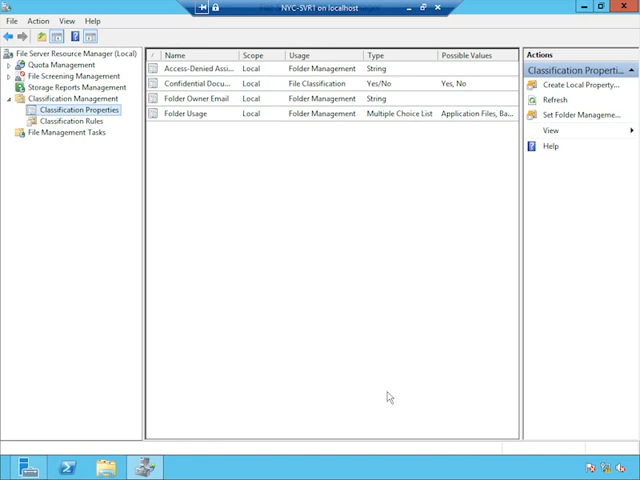 NYC-SVR1 on localhost
File Action View Help
File Server Resource Manager (Local)
Quota Management
File Screening Management
Storage Reports Management
Classification Management
Classification Properties
Classification Rules
File Management Tasks
Name Scope Usage Type Possible Values
Access-Denied Assi... Local Folder Management String
Confidential Docu... Local File Classification Yes/No Yes, No
Folder Owner Email Local Folder Management String
Folder Usage Local Folder Management Multiple Choice List Application Files, Ba...
Actions
Classification Properti...
Create Local Property...
Refresh
Set Folder Manageme...
View
Help